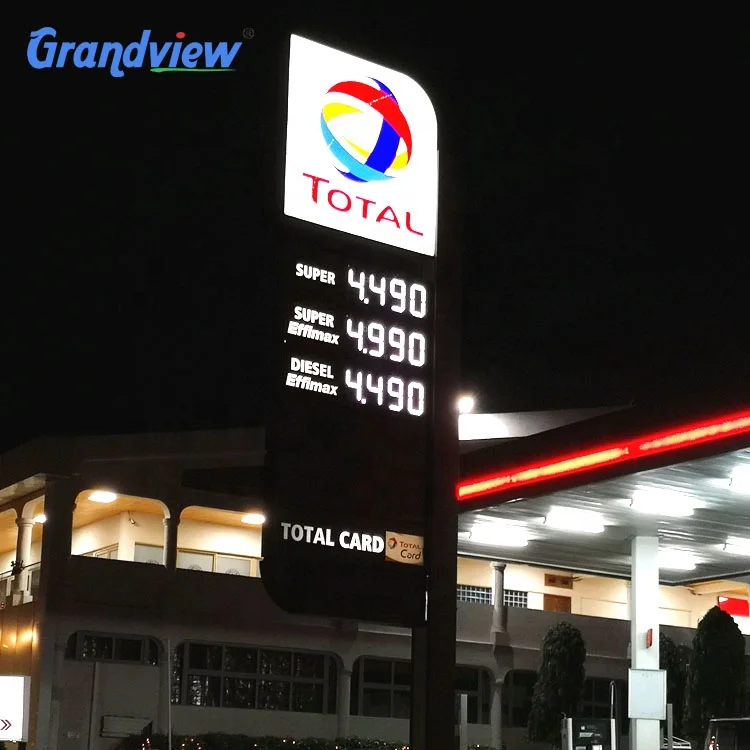 Grandview®
TOTAL
SUPER 4.490
SUPER Effimax 4.990
DIESEL Effimax 4.490
TOTAL CARD TOTAL Card
»